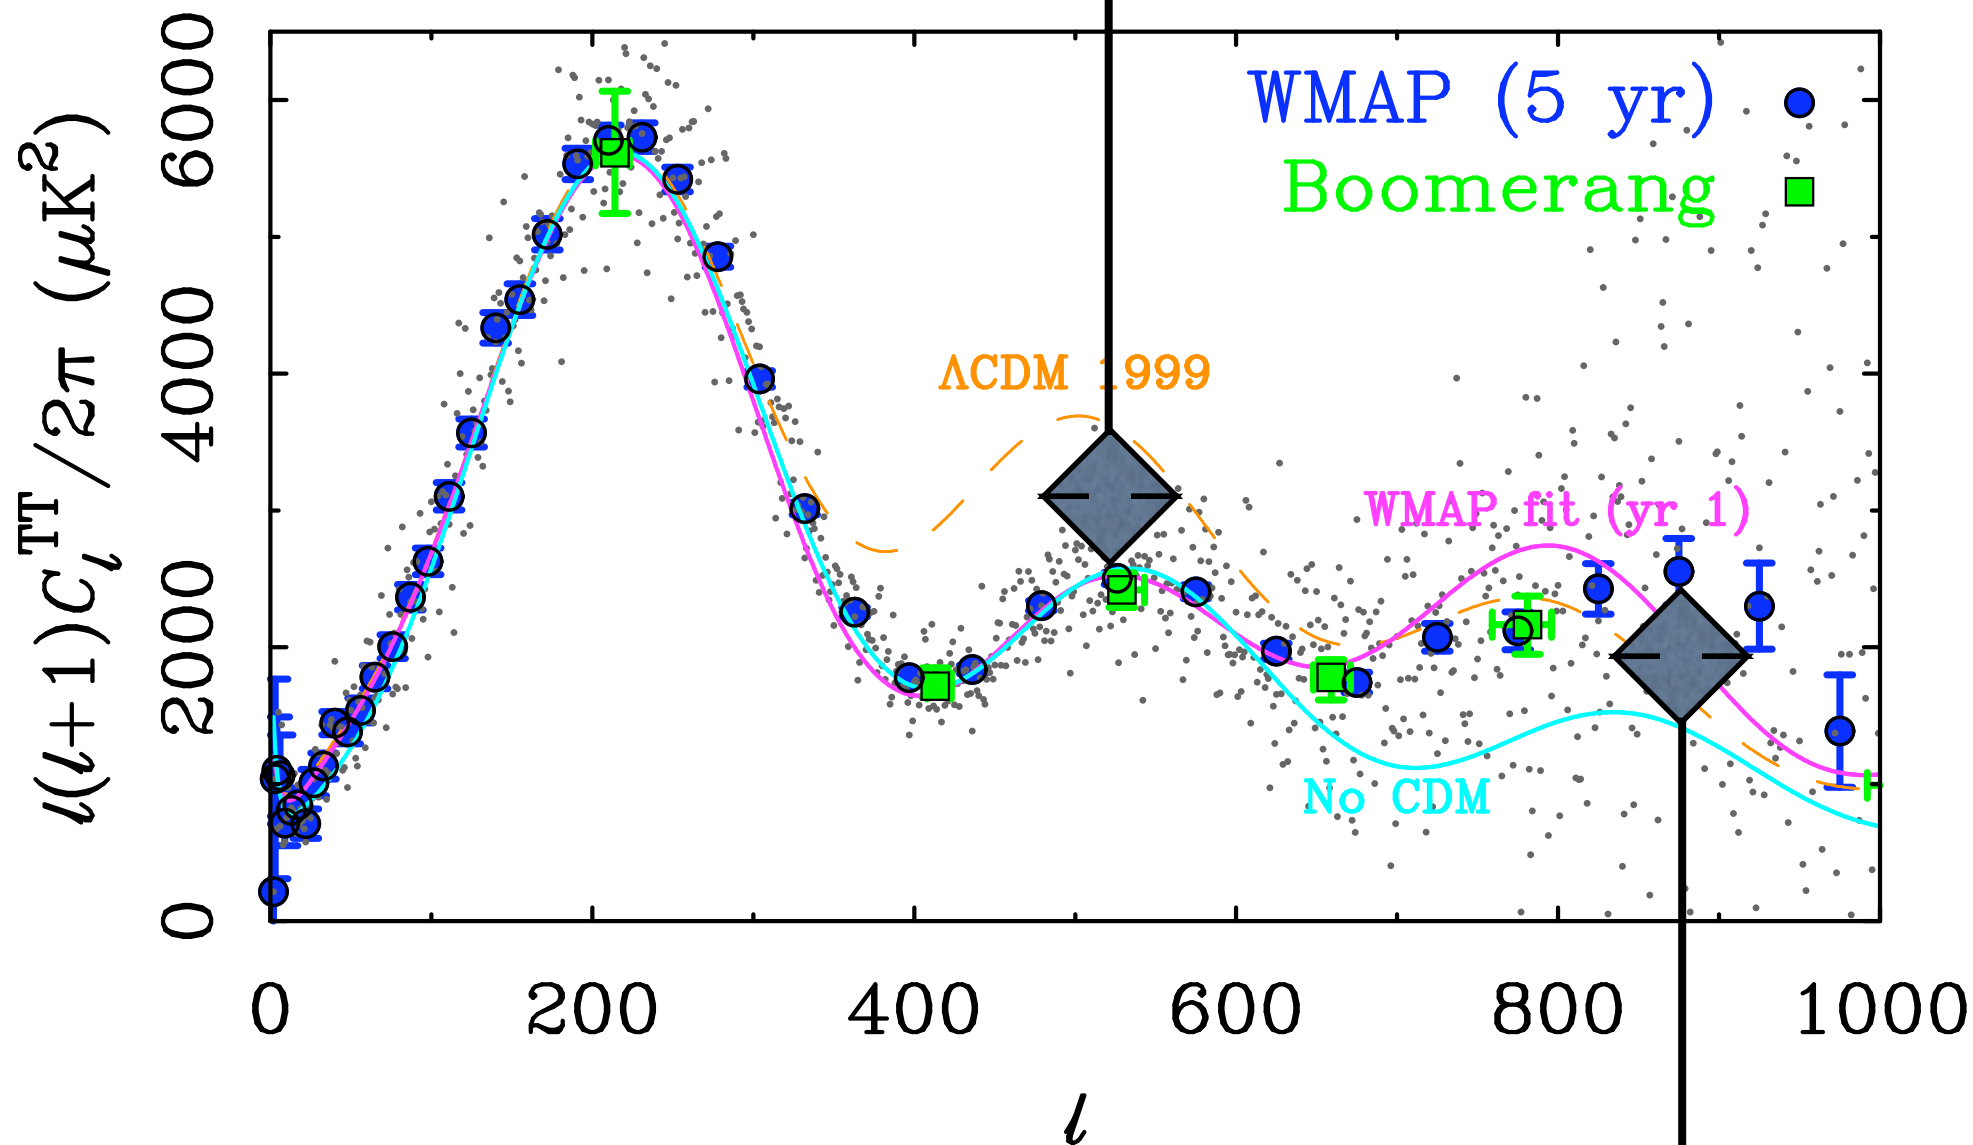 WMAP (5 yr)
Boomerang
ΛCDM 1999
WMAP fit (yr 1)
No CDM
l(l+1)C_l^TT/2π (μK²)
6000
4000
2000
0
0 200 400 600 800 1000
l